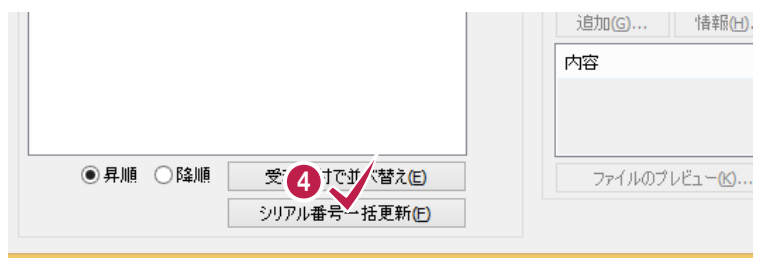 追加(G)... 情報(H).
内容
昇順 降順 受 付で並べ替え(E)
4
ファイルのプレビュー(K)...
シリアル番号一括更新(F)